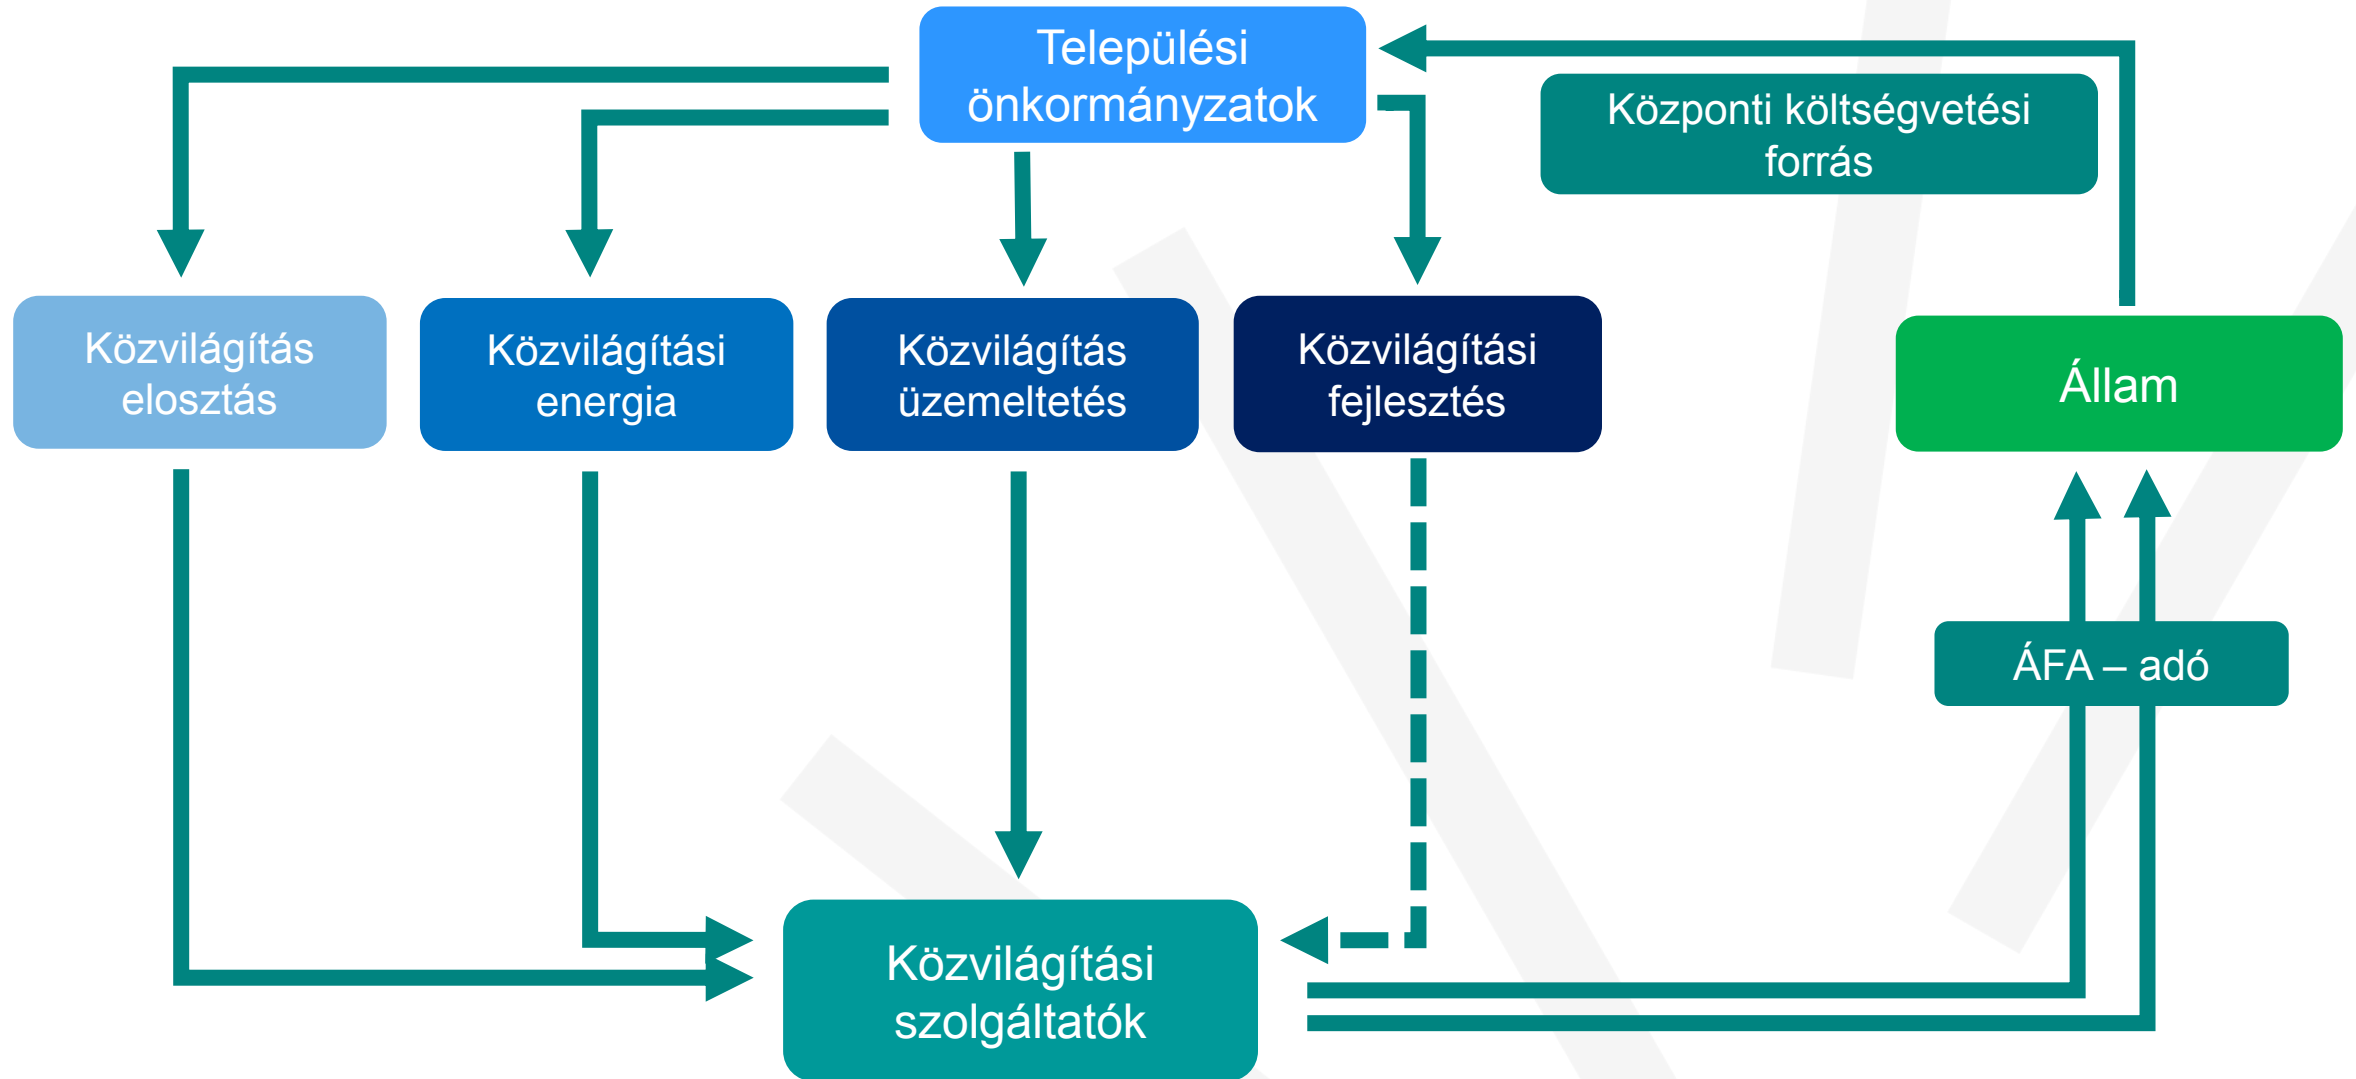 Települési
önkormányzatok
Központi költségvetési
forrás
Közvilágítás
elosztás
Közvilágítási
energia
Közvilágítás
üzemeltetés
Közvilágítási
fejlesztés
Állam
ÁFA – adó
Közvilágítási
szolgáltatók